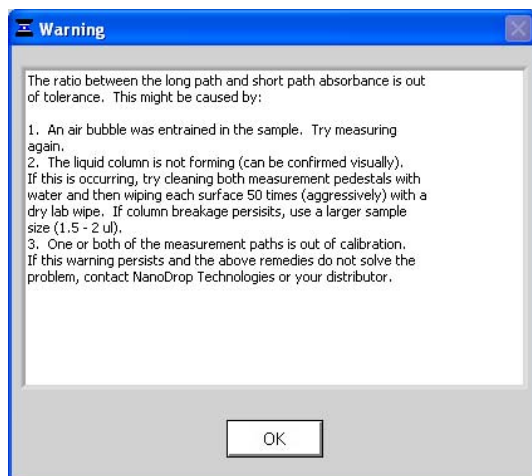 Warning
The ratio between the long path and short path absorbance is out
of tolerance.  This might be caused by:
1.  An air bubble was entrained in the sample.  Try measuring
again.
2.  The liquid column is not forming (can be confirmed visually).
If this is occurring, try cleaning both measurement pedestals with
water and then wiping each surface 50 times (aggressively) with a
dry lab wipe.  If column breakage persisits, use a larger sample
size (1.5 - 2 ul).
3.  One or both of the measurement paths is out of calibration.
If this warning persists and the above remedies do not solve the
problem, contact NanoDrop Technologies or your distributor.
OK